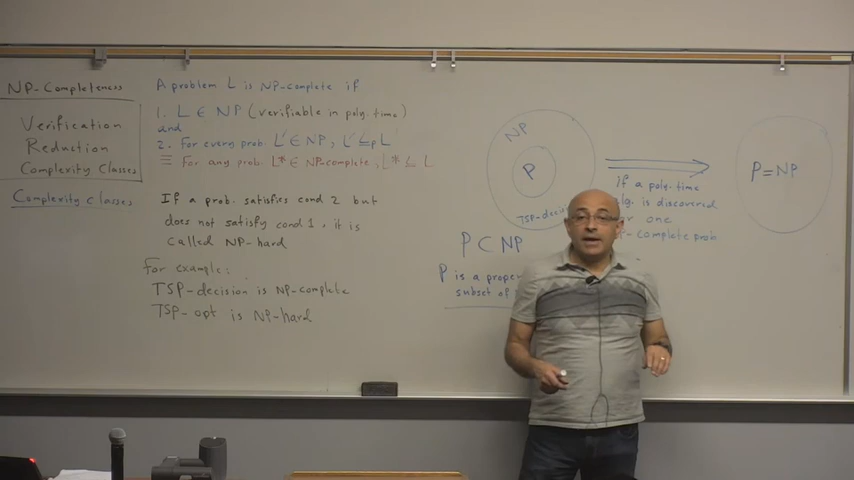 NP-Completeness
Verification
Reduction
Complexity Classes
Complexity Classes
A problem L is NP-complete if
1. L ∈ NP (verifiable in poly. time)
and
2. For every prob. L' ∈ NP, L' ≤p L
≡ For any prob. L* ∈ NP-complete, L* ≤ L
If a prob. satisfies cond 2 but
does not satisfy cond 1, it is
called NP-hard
For example:
TSP-decision is NP-complete
TSP-opt is NP-hard
NP
P
TSP-deci
P ⊂ NP
P is a proper
subset of
if a poly. time
is discovered
one
complete prob
P = NP